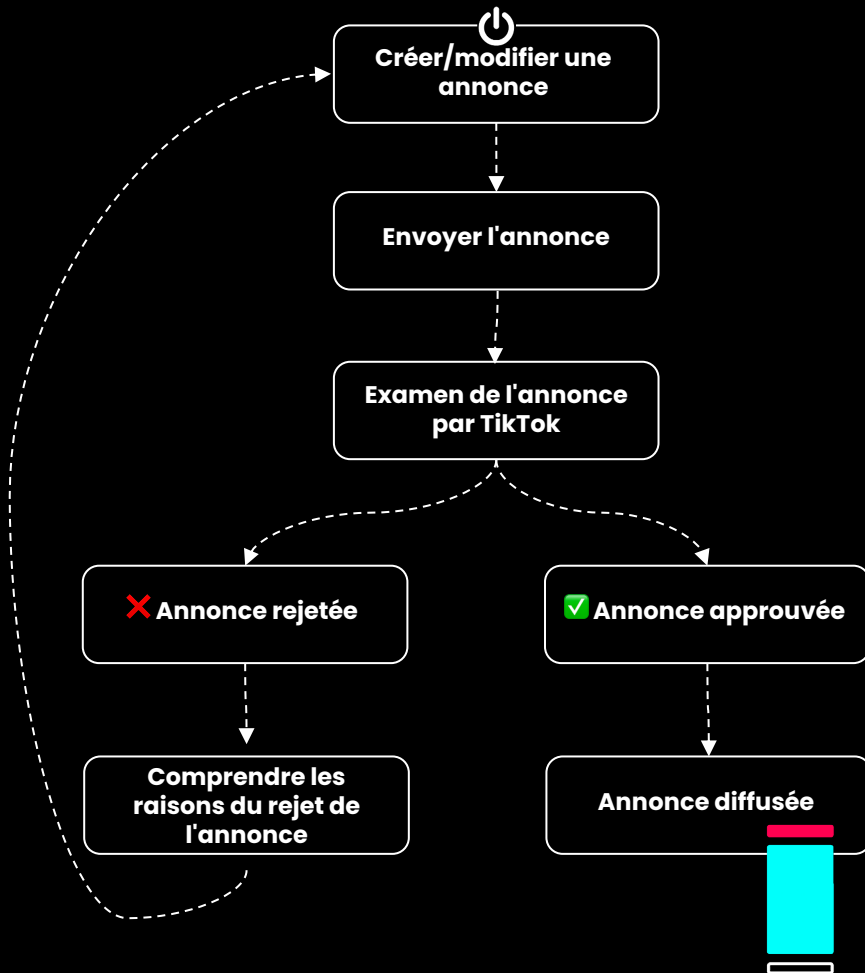 Créer/modifier une
annonce
Envoyer l'annonce
Examen de l'annonce
par TikTok
❌ Annonce rejetée
✅ Annonce approuvée
Comprendre les
raisons du rejet de
l'annonce
Annonce diffusée